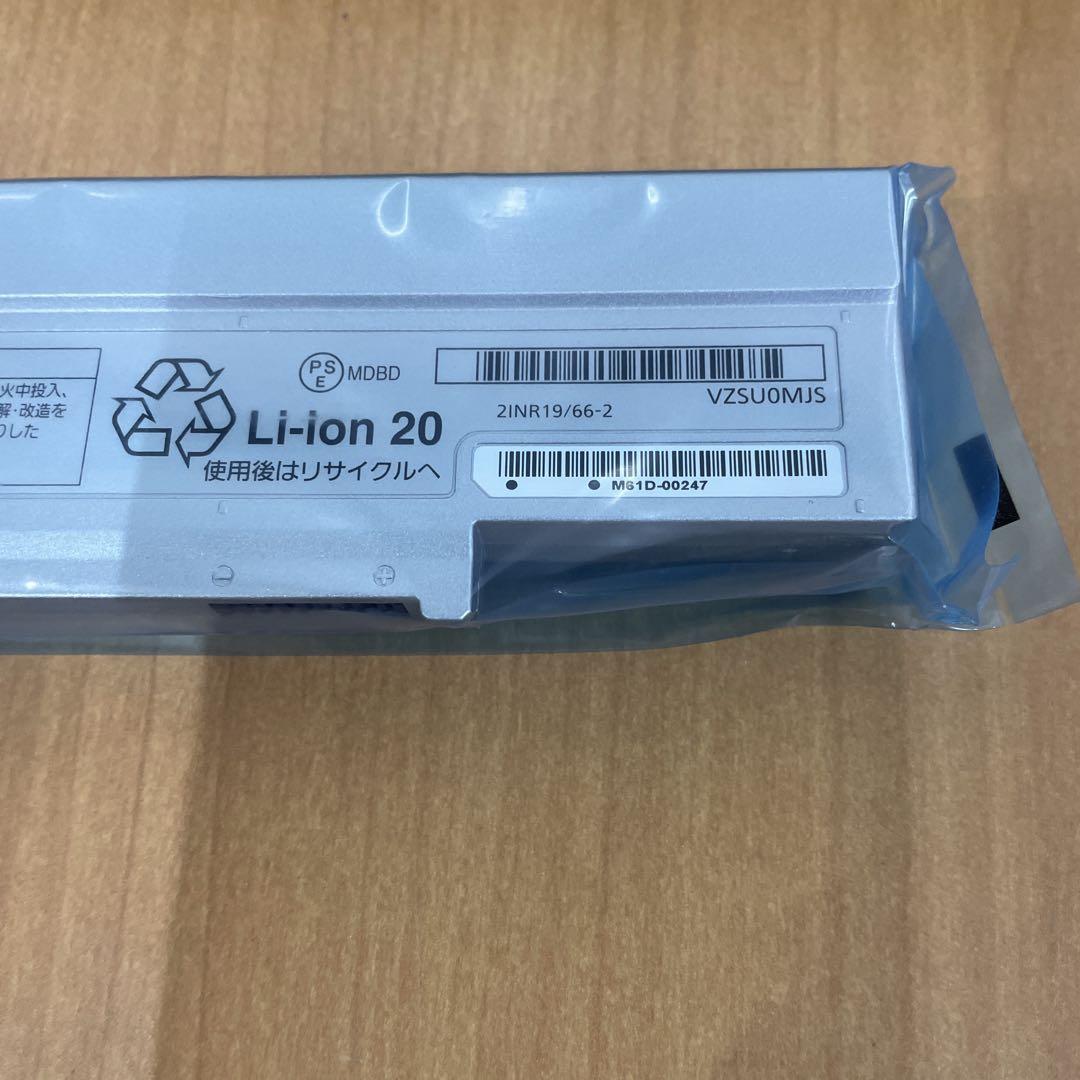 火中投入、
解・改造を
りした
PS
E
MDBD
Li-ion 20
使用後はリサイクルへ
VZSU0MJS
2INR19/66-2
M61D-00247